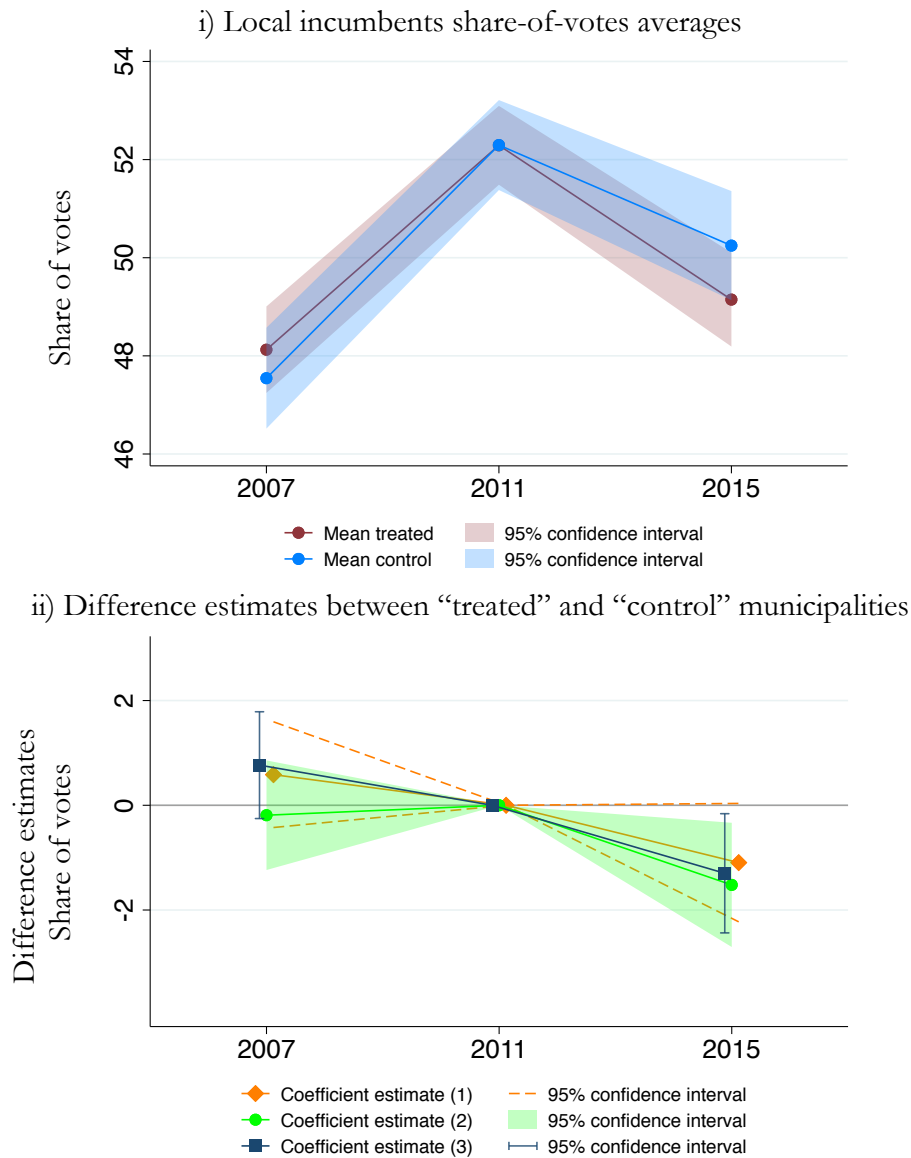 i) Local incumbents share-of-votes averages
54
52
50
48
46
Share of votes
2007 2011 2015
Mean treated 95% confidence interval
Mean control 95% confidence interval
ii) Difference estimates between “treated” and “control” municipalities
2
0
-2
Difference estimates
Share of votes
2007 2011 2015
Coefficient estimate (1) 95% confidence interval
Coefficient estimate (2) 95% confidence interval
Coefficient estimate (3) 95% confidence interval